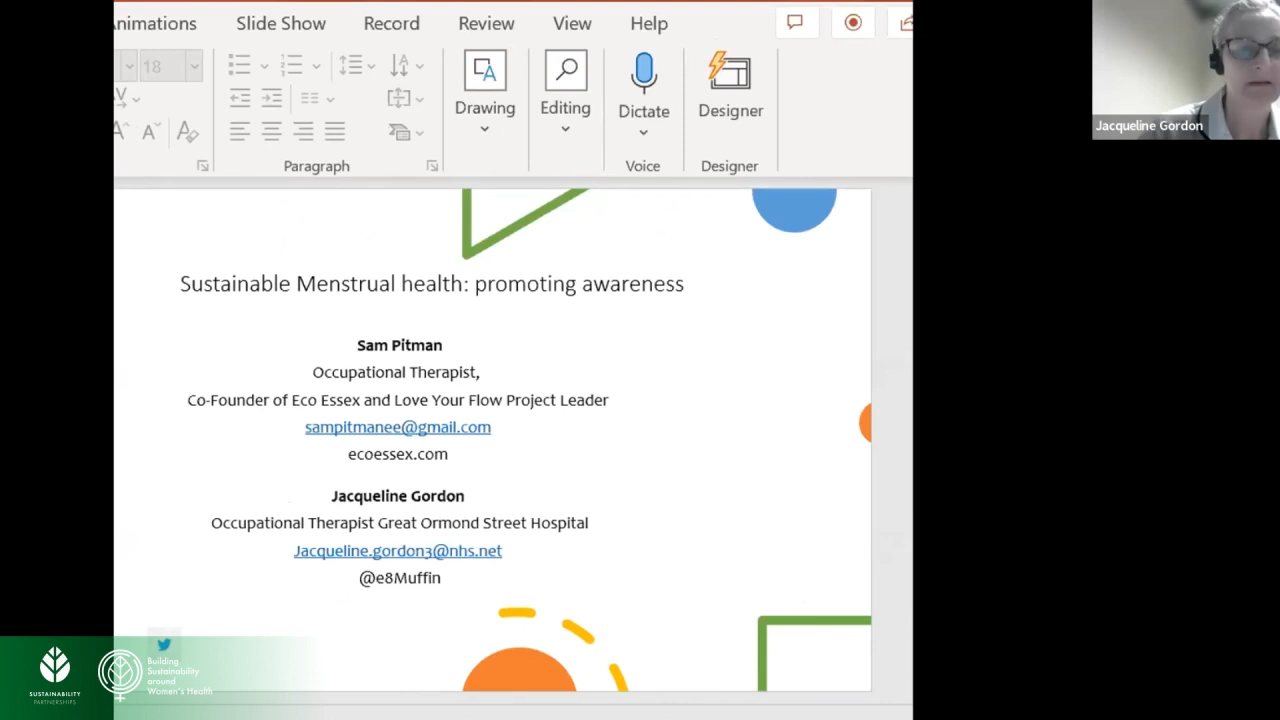 Animations Slide Show Record Review View Help
18
Drawing Editing Dictate Designer
Paragraph Voice Designer
Jacqueline Gordon
Sustainable Menstrual health: promoting awareness
Sam Pitman
Occupational Therapist,
Co-Founder of Eco Essex and Love Your Flow Project Leader
sampitmanee@gmail.com
ecoessex.com
Jacqueline Gordon
Occupational Therapist Great Ormond Street Hospital
Jacqueline.gordon3@nhs.net
@e8Muffin
SUSTAINABILITY
PARTNERSHIPS
Building
Sustainability
around
Women's Health